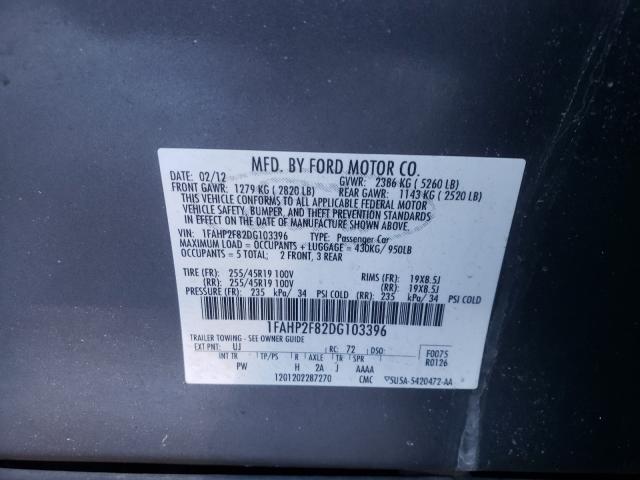 MFD. BY FORD MOTOR CO.
DATE: 02/12 GVWR: 2386 KG ( 5260 LB)
FRONT GAWR: 1279 KG ( 2820 LB) REAR GAWR: 1143 KG ( 2520 LB)
THIS VEHICLE CONFORMS TO ALL APPLICABLE FEDERAL MOTOR
VEHICLE SAFETY, BUMPER, AND THEFT PREVENTION STANDARDS
IN EFFECT ON THE DATE OF MANUFACTURE SHOWN ABOVE.
VIN: 1FAHP2F82DG103396 TYPE: Passenger Car
MAXIMUM LOAD = OCCUPANTS + LUGGAGE = 430KG/ 950LB
OCCUPANTS = 5 TOTAL; 2 FRONT, 3 REAR
TIRE (FR): 255/45R19 100V RIMS (FR): 19X8.5J
(RR): 255/45R19 100V (RR): 19X8.5J
PRESSURE (FR): 235 kPa/ 34 PSI COLD (RR): 235 kPa/ 34 PSI COLD
1FAHP2F82DG103396
TRAILER TOWING - SEE OWNER GUIDE
EXT PNT: UJ RC: 72 DSO: F0075
INT TR TP/PS R AXLE TR SPR R0126
PW H 2A J AAAA
1201202287270 CMC 5U5A-5420472-AA